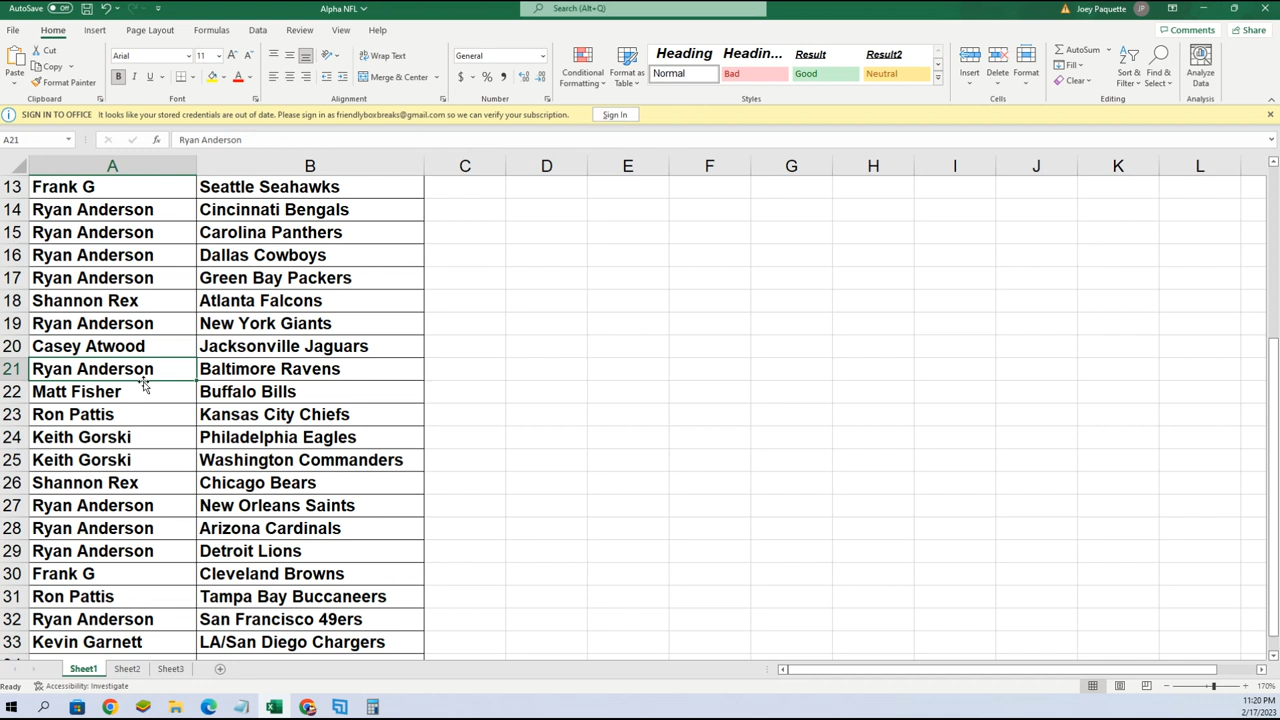 AutoSave Off Alpha NFL Search (Alt+Q) Joey Paquette JP
File Home Insert Page Layout Formulas Data Review View Help Comments Share
Paste Cut Copy Format Painter Clipboard
Arial 11 B I U A Font
Wrap Text Merge & Center Alignment
General $ % Number
Conditional Formatting Format as Table
Heading Headin... Result Result2
Normal Bad Good Neutral
Styles
Insert Delete Format Cells
AutoSum Fill Clear Sort & Filter Find & Select Editing
Analyze Data Analysis
SIGN IN TO OFFICE It looks like your stored credentials are out of date. Please sign in as friendlyboxbreaks@gmail.com so we can verify your subscription. Sign In
A21 fx Ryan Anderson
A B C D E F G H I J K L
13 Frank G Seattle Seahawks
14 Ryan Anderson Cincinnati Bengals
15 Ryan Anderson Carolina Panthers
16 Ryan Anderson Dallas Cowboys
17 Ryan Anderson Green Bay Packers
18 Shannon Rex Atlanta Falcons
19 Ryan Anderson New York Giants
20 Casey Atwood Jacksonville Jaguars
21 Ryan Anderson Baltimore Ravens
22 Matt Fisher Buffalo Bills
23 Ron Pattis Kansas City Chiefs
24 Keith Gorski Philadelphia Eagles
25 Keith Gorski Washington Commanders
26 Shannon Rex Chicago Bears
27 Ryan Anderson New Orleans Saints
28 Ryan Anderson Arizona Cardinals
29 Ryan Anderson Detroit Lions
30 Frank G Cleveland Browns
31 Ron Pattis Tampa Bay Buccaneers
32 Ryan Anderson San Francisco 49ers
33 Kevin Garnett LA/San Diego Chargers
Sheet1 Sheet2 Sheet3
Ready Accessibility: Investigate 170%
11:20 PM
2/17/2023